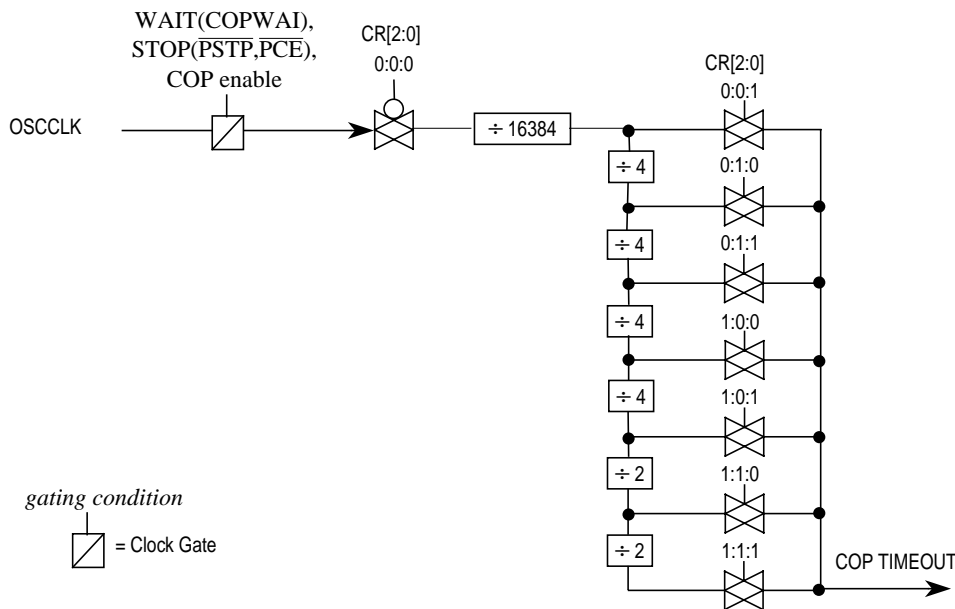 WAIT(COPWAI),
STOP(PSTP,PCE),
COP enable
CR[2:0]
0:0:0
CR[2:0]
0:0:1
OSCCLK
÷ 16384
÷ 4
0:1:0
÷ 4
0:1:1
÷ 4
1:0:0
÷ 4
1:0:1
÷ 2
1:1:0
÷ 2
1:1:1
gating condition
= Clock Gate
COP TIMEOUT